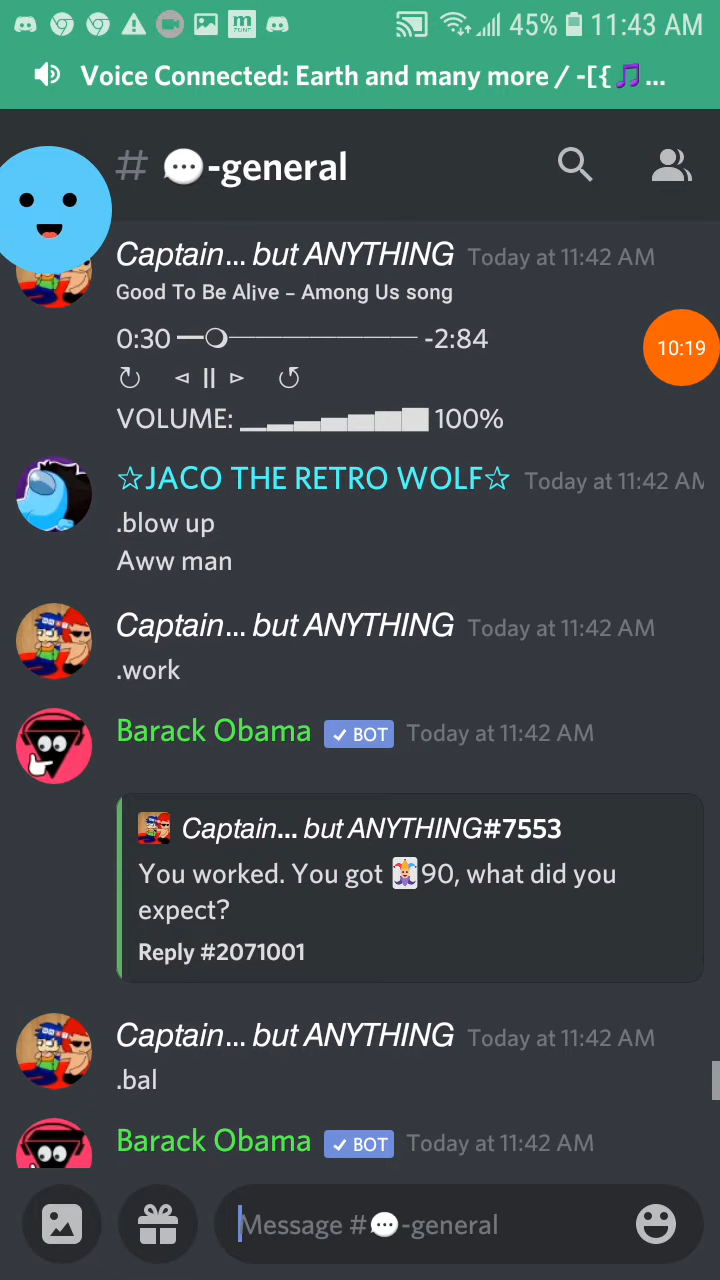 45% 11:43 AM
Voice Connected: Earth and many more / -[{🎵...
# 💬-general
Captain... but ANYTHING Today at 11:42 AM
Good To Be Alive – Among Us song
0:30 ━❍──────── -2:84
10:19
↻ ⊲ Ⅱ ⊳ ↺
VOLUME: ▁▂▃▄▅▆▇ 100%
☆JACO THE RETRO WOLF☆ Today at 11:42 AM
.blow up
Aww man
Captain... but ANYTHING Today at 11:42 AM
.work
Barack Obama ✓ BOT Today at 11:42 AM
Captain... but ANYTHING#7553
You worked. You got 🃏90, what did you
expect?
Reply #2071001
Captain... but ANYTHING Today at 11:42 AM
.bal
Barack Obama ✓ BOT Today at 11:42 AM
Message #💬-general